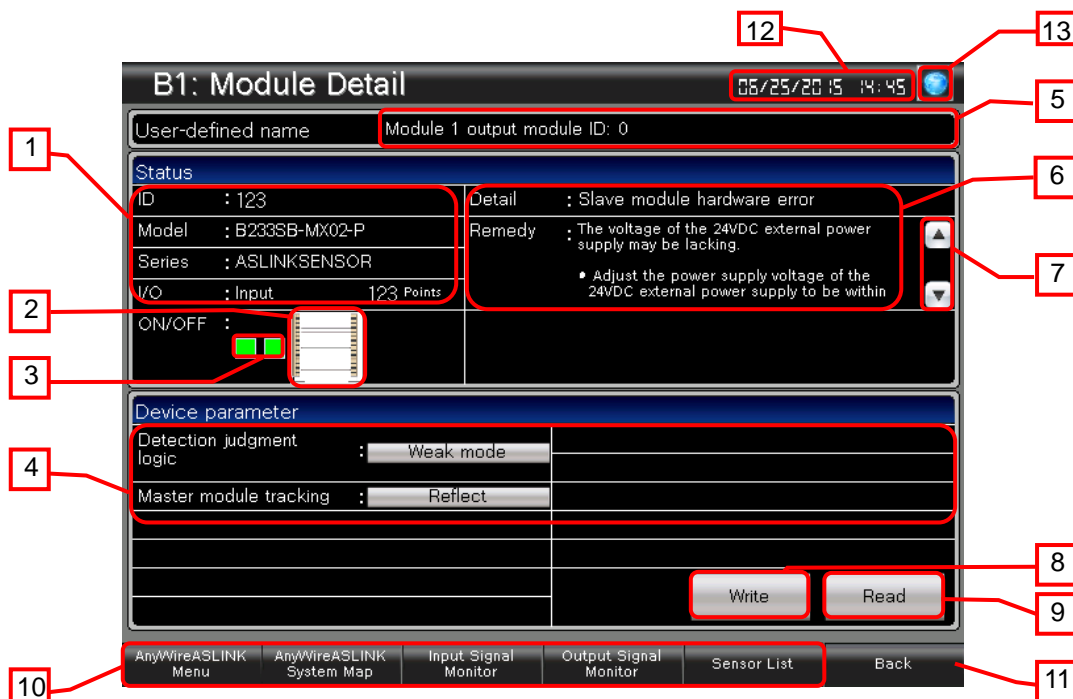 12
13
B1: Module Detail
06/25/2015 14:45
5
User-defined name
Module 1 output module ID: 0
1
Status
6
ID : 123
Detail : Slave module hardware error
Model : B233SB-MX02-P
Remedy : The voltage of the 24VDC external power
supply may be lacking.
Series : ASLINKSENSOR
• Adjust the power supply voltage of the
24VDC external power supply to be within
7
I/O : Input 123 Points
2
ON/OFF :
3
Device parameter
Detection judgment
logic : Weak mode
4
Master module tracking : Reflect
8
Write
Read
9
AnyWireASLINK
Menu
AnyWireASLINK
System Map
Input Signal
Monitor
Output Signal
Monitor
Sensor List
Back
10
11